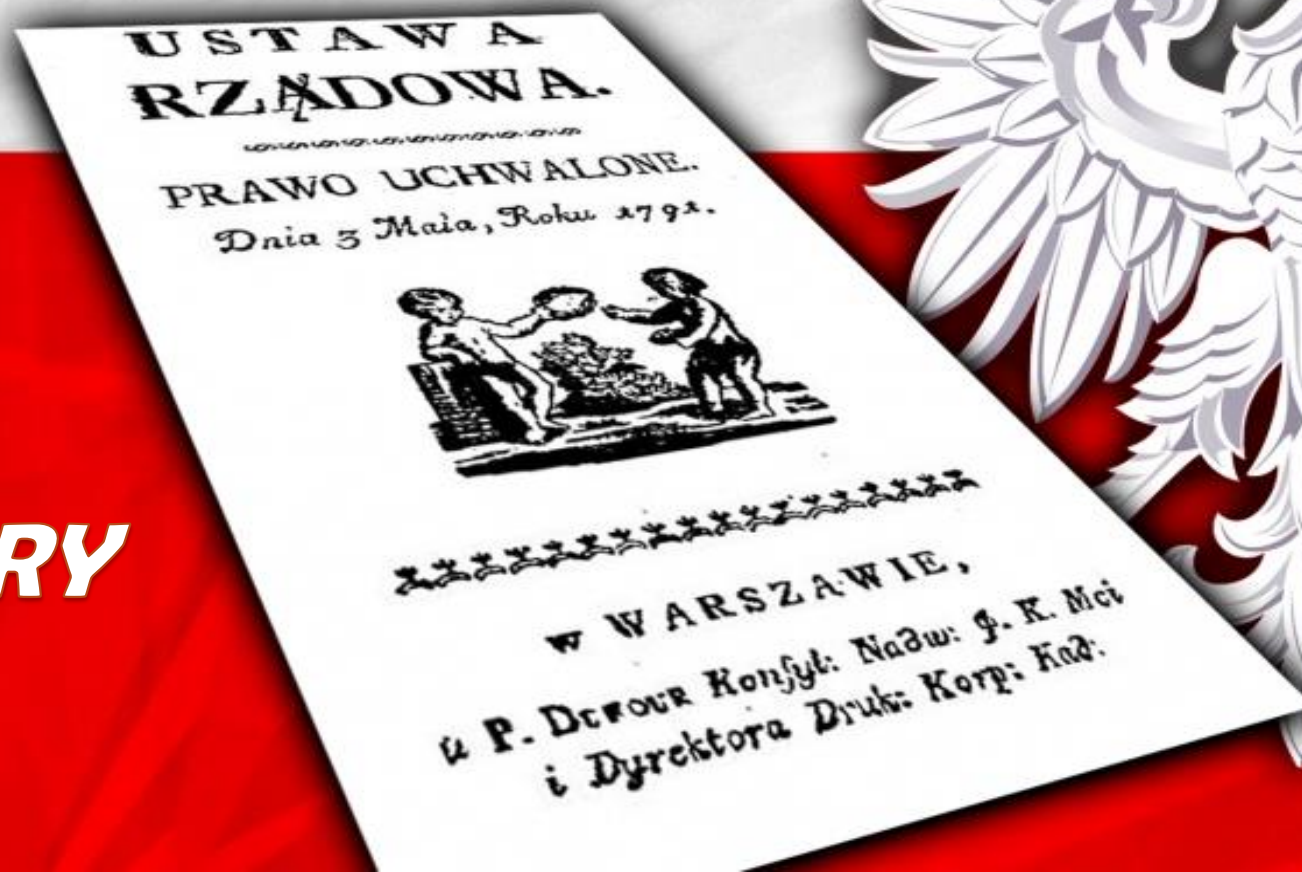 USTAWA
RZĄDOWA.
PRAWO UCHWALONE.
Dnia 3 Maia, Roku 1791.
RY
w WARSZAWIE,
u P. DUFOUR Konsyl: Nadw: J. K. Mci
i Dyrektora Druk: Korp: Kad: